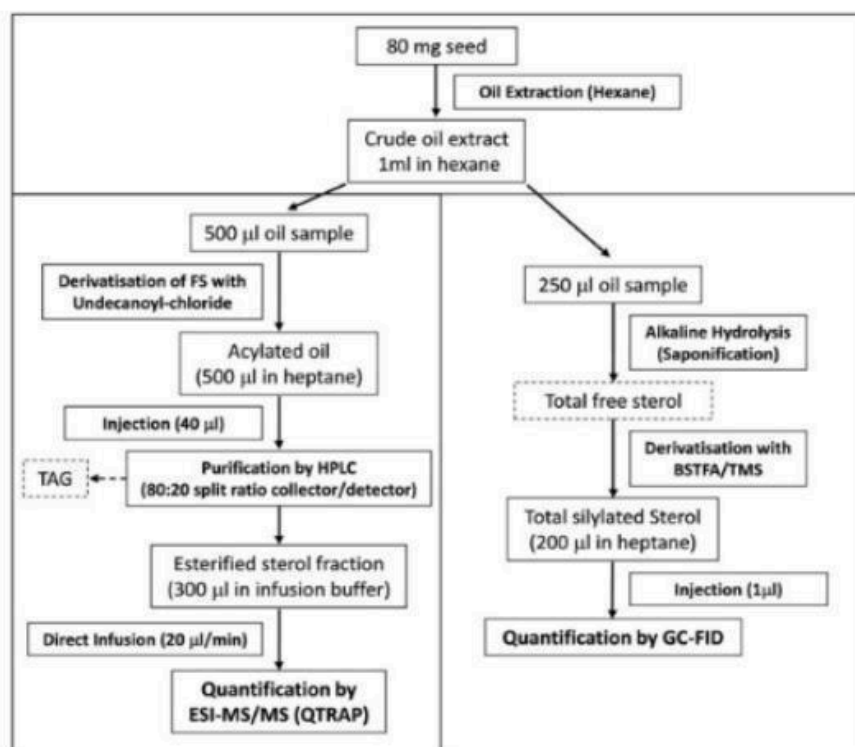 80 mg seed
Oil Extraction (Hexane)
Crude oil extract
1ml in hexane
500 µl oil sample
Derivatisation of FS with
Undecanoyl-chloride
Acylated oil
(500 µl in heptane)
Injection (40 µl)
TAG
Purification by HPLC
(80:20 split ratio collector/detector)
Esterified sterol fraction
(300 µl in infusion buffer)
Direct Infusion (20 µl/min)
Quantification by
ESI-MS/MS (QTRAP)
250 µl oil sample
Alkaline Hydrolysis
(Saponification)
Total free sterol
Derivatisation with
BSTFA/TMS
Total silylated Sterol
(200 µl in heptane)
Injection (1µl)
Quantification by GC-FID